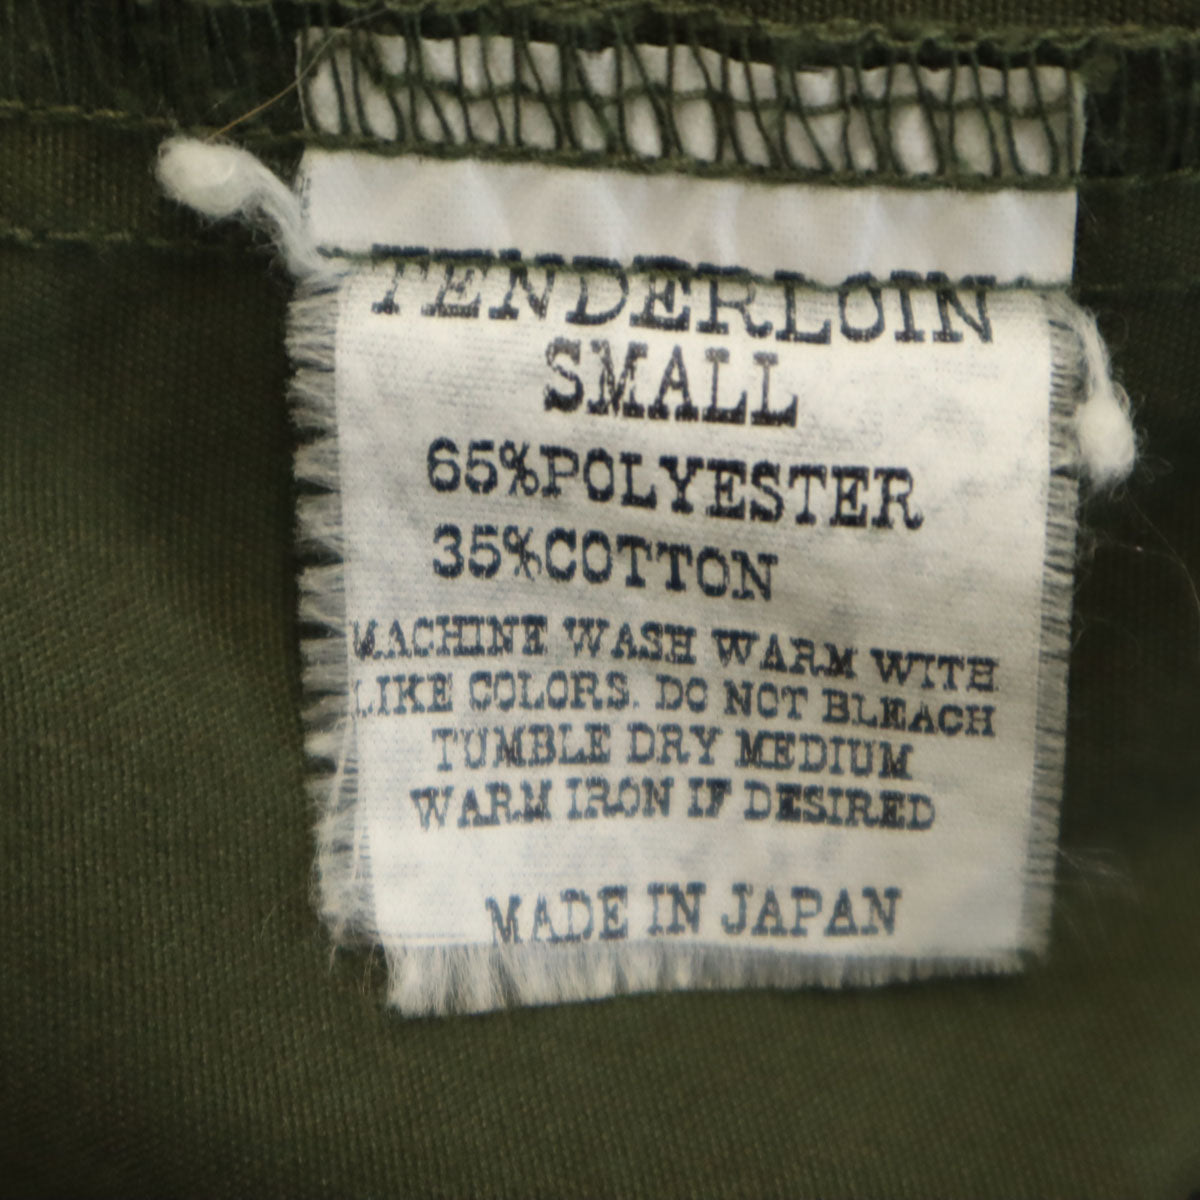 TENDERLOIN
SMALL
65%POLYESTER
35%COTTON
MACHINE WASH WARM WITH
LIKE COLORS. DO NOT BLEACH
TUMBLE DRY MEDIUM
WARM IRON IF DESIRED
MADE IN JAPAN